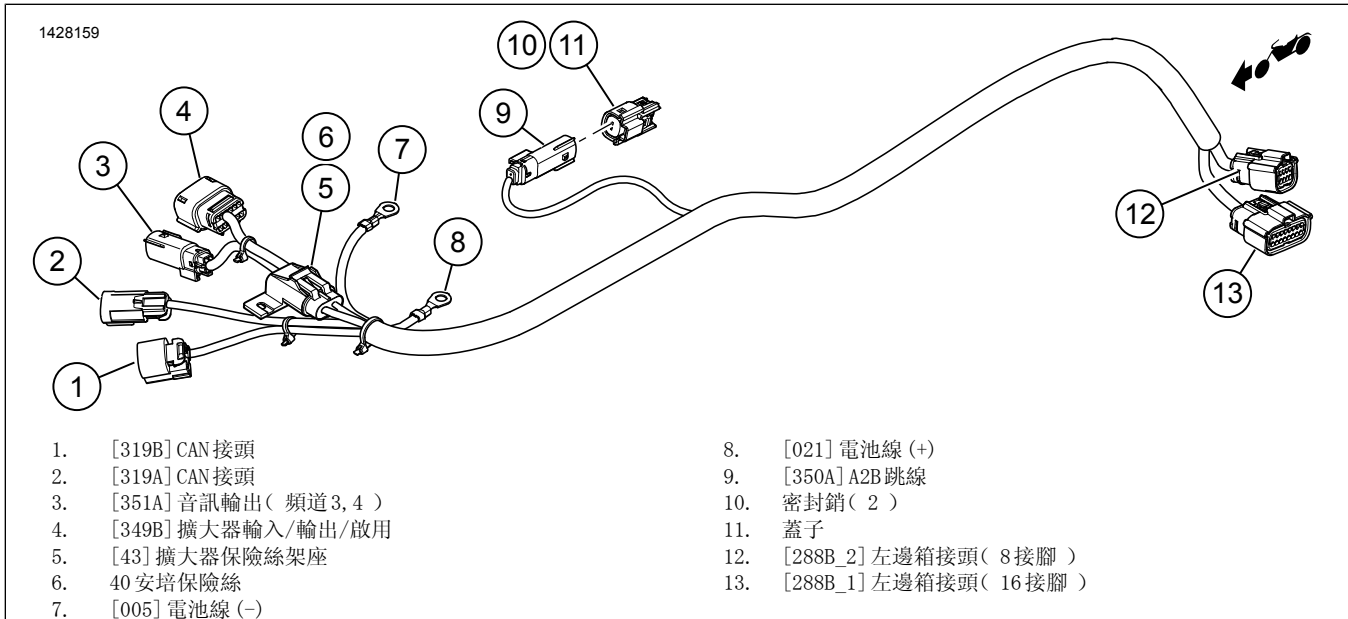 1428159
10
11
4
9
6
7
3
5
8
12
2
13
1
1. [319B] CAN接頭
2. [319A] CAN接頭
3. [351A] 音訊輸出( 頻道3,4 )
4. [349B] 擴大器輸入/輸出/啟用
5. [43] 擴大器保險絲架座
6. 40安培保險絲
7. [005] 電池線 (-)
8. [021] 電池線 (+)
9. [350A] A2B跳線
10. 密封銷( 2 )
11. 蓋子
12. [288B_2] 左邊箱接頭( 8接腳 )
13. [288B_1] 左邊箱接頭( 16接腳 )